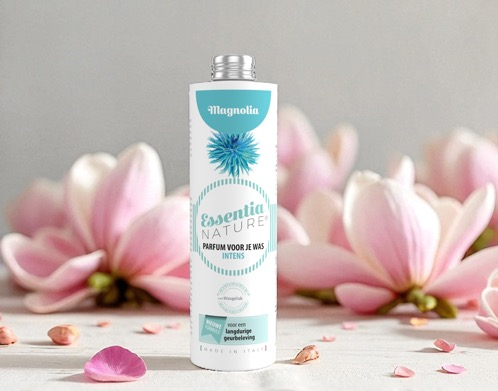 Magnolia
Essentia
NATURE®
PARFUM VOOR JE WAS
INTENS
voor een
langdurige
geurbeleving
[ MADE IN ITALY ]